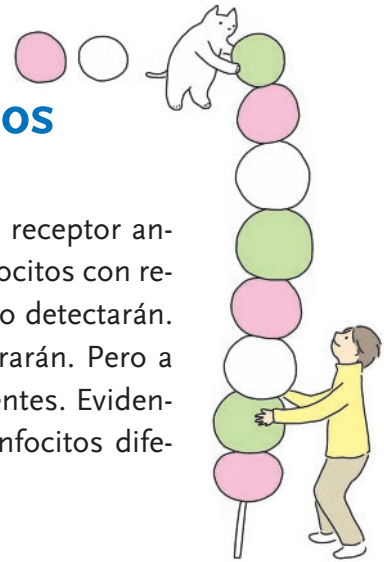 os
receptor an-
ocitos con re-
o detectarán.
rarán. Pero a
entes. Eviden-
nfocitos dife-